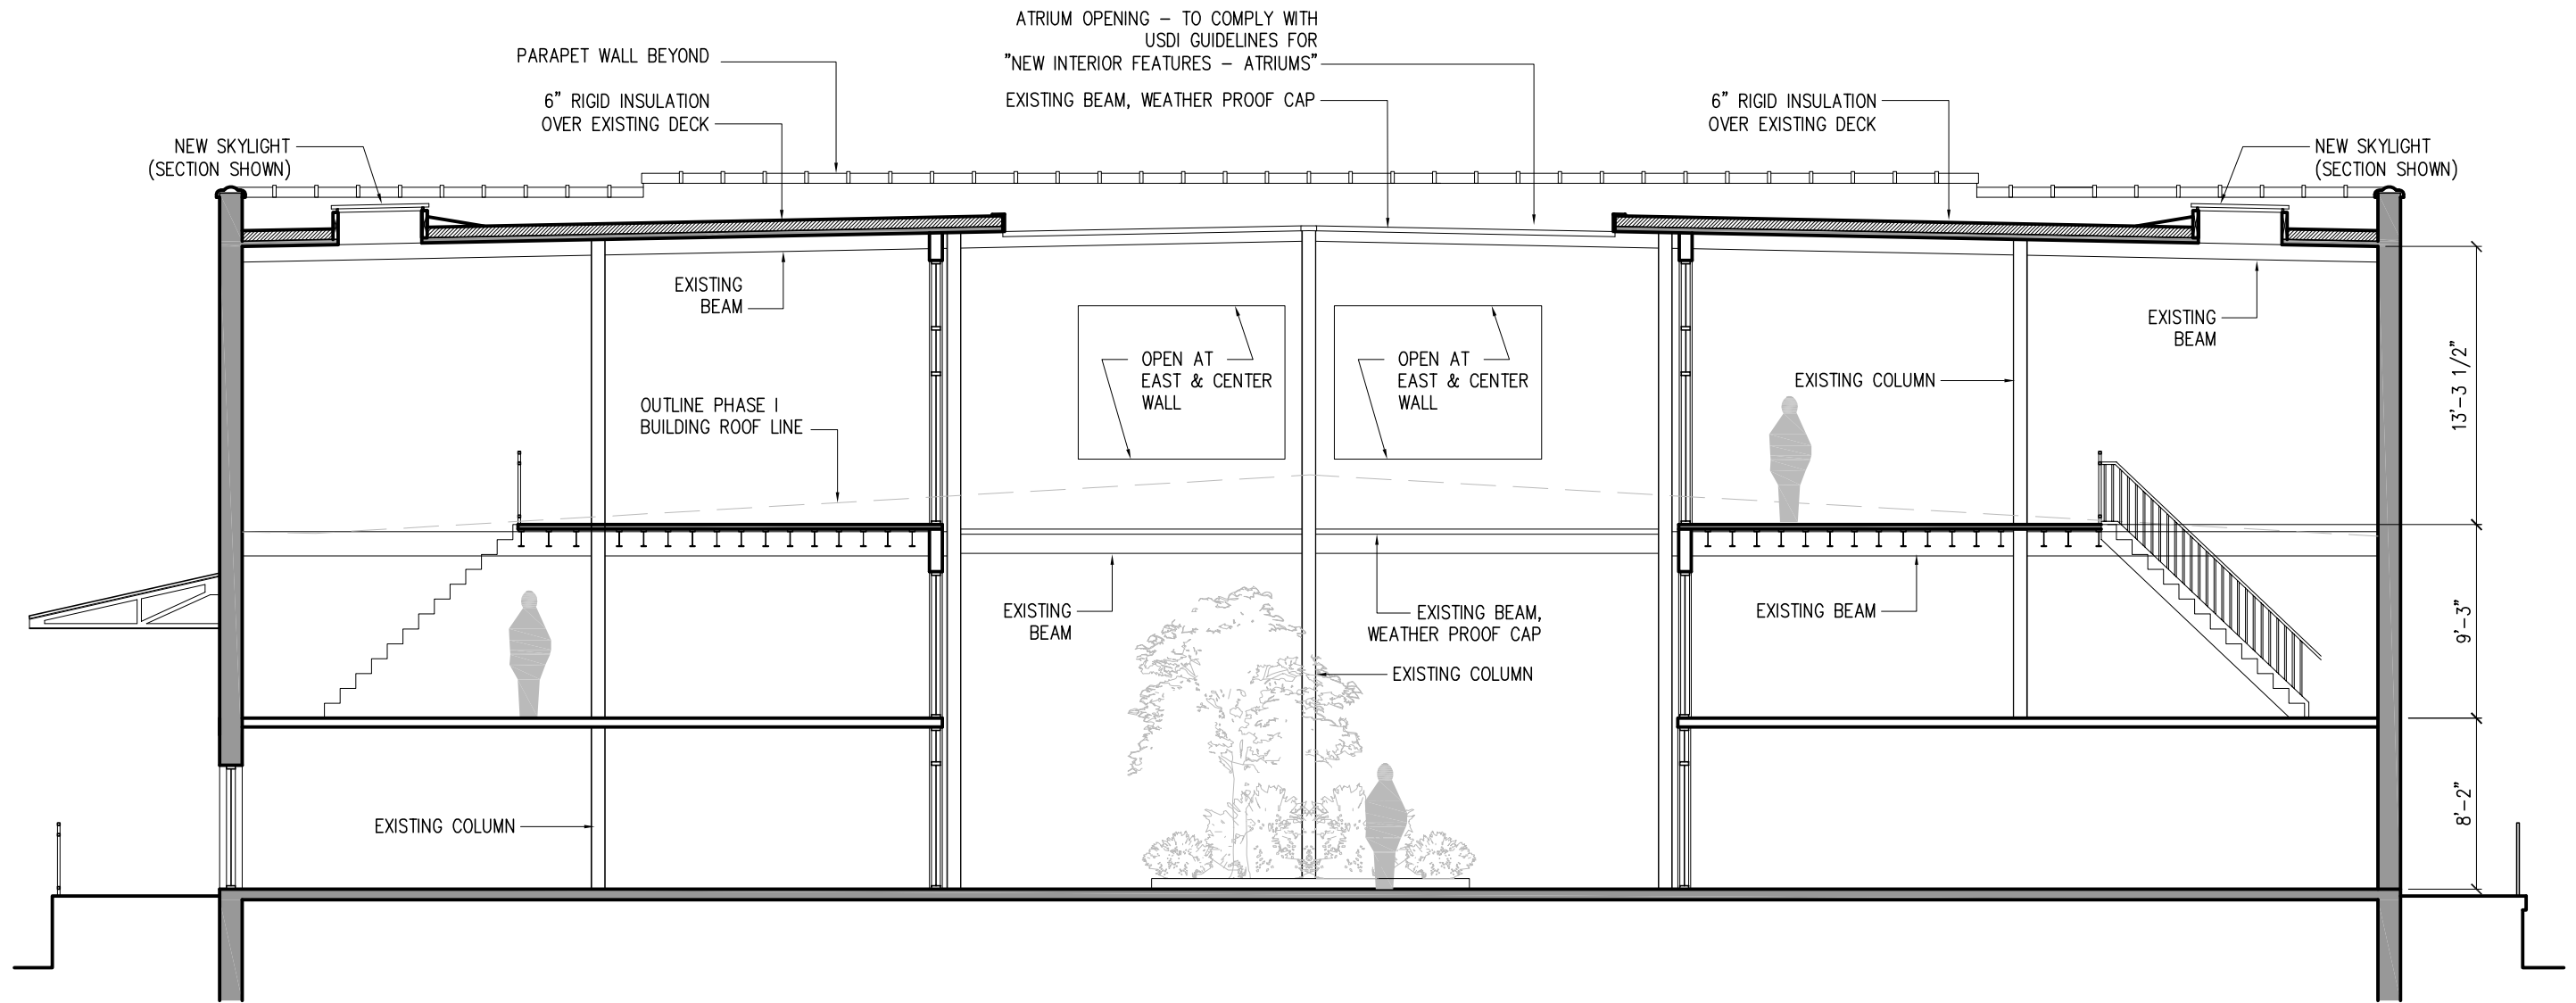 ATRIUM OPENING – TO COMPLY WITH
USDI GUIDELINES FOR
"NEW INTERIOR FEATURES – ATRIUMS"
PARAPET WALL BEYOND
6" RIGID INSULATION
OVER EXISTING DECK
EXISTING BEAM, WEATHER PROOF CAP
6" RIGID INSULATION
OVER EXISTING DECK
NEW SKYLIGHT
(SECTION SHOWN)
NEW SKYLIGHT
(SECTION SHOWN)
EXISTING
BEAM
EXISTING
BEAM
OPEN AT
EAST & CENTER
WALL
OPEN AT
EAST & CENTER
WALL
EXISTING COLUMN
13'-3 1/2"
OUTLINE PHASE I
BUILDING ROOF LINE
EXISTING
BEAM
EXISTING BEAM,
WEATHER PROOF CAP
EXISTING BEAM
9'-3"
EXISTING COLUMN
EXISTING COLUMN
8'-2"